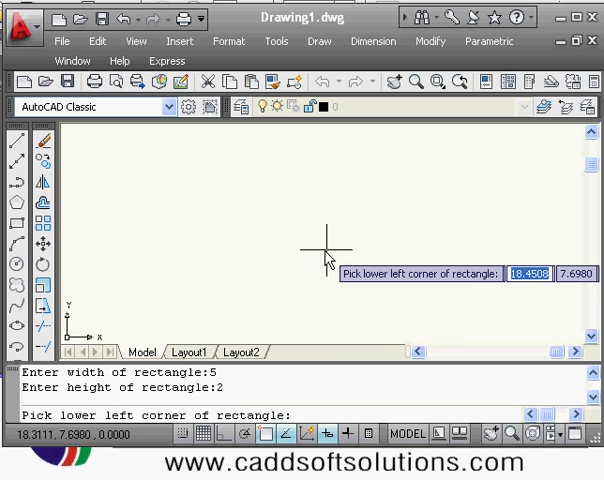 Drawing1.dwg
File Edit View Insert Format Tools Draw Dimension Modify Parametric
Window Help Express
AutoCAD Classic
0
Pick lower left corner of rectangle: 18.4508 7.6980
Y
X
Model Layout1 Layout2
Enter width of rectangle:5
Enter height of rectangle:2
Pick lower left corner of rectangle:
18.3111, 7.6980, 0.0000
MODEL
www.caddsoftsolutions.com